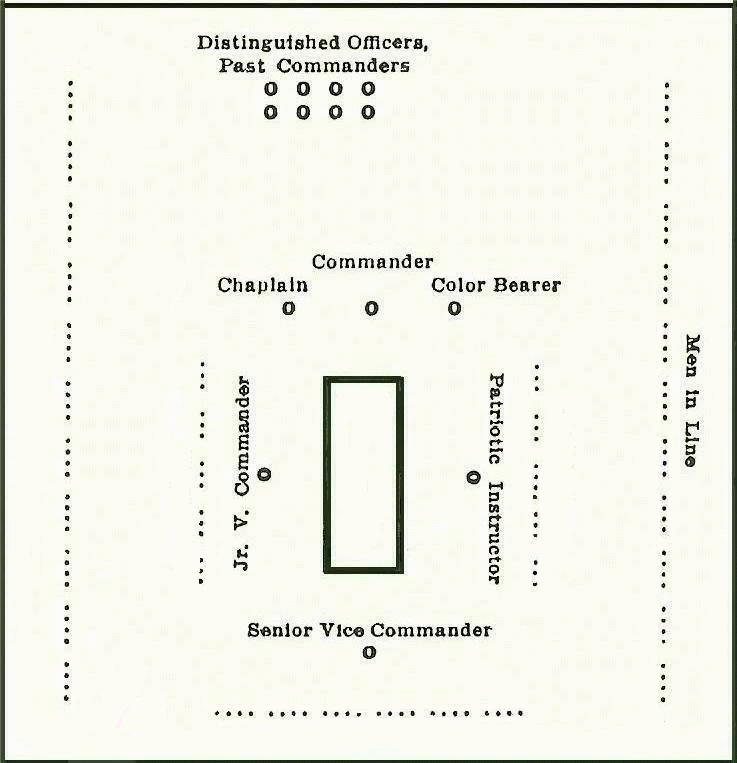 Distinguished Officers,
Past Commanders
O O O O
O O O O
Commander
Chaplain
Color Bearer
O O O
Men in Line
Jr. V. Commander
O
Patriotic Instructor
O
Senior Vice Commander
O